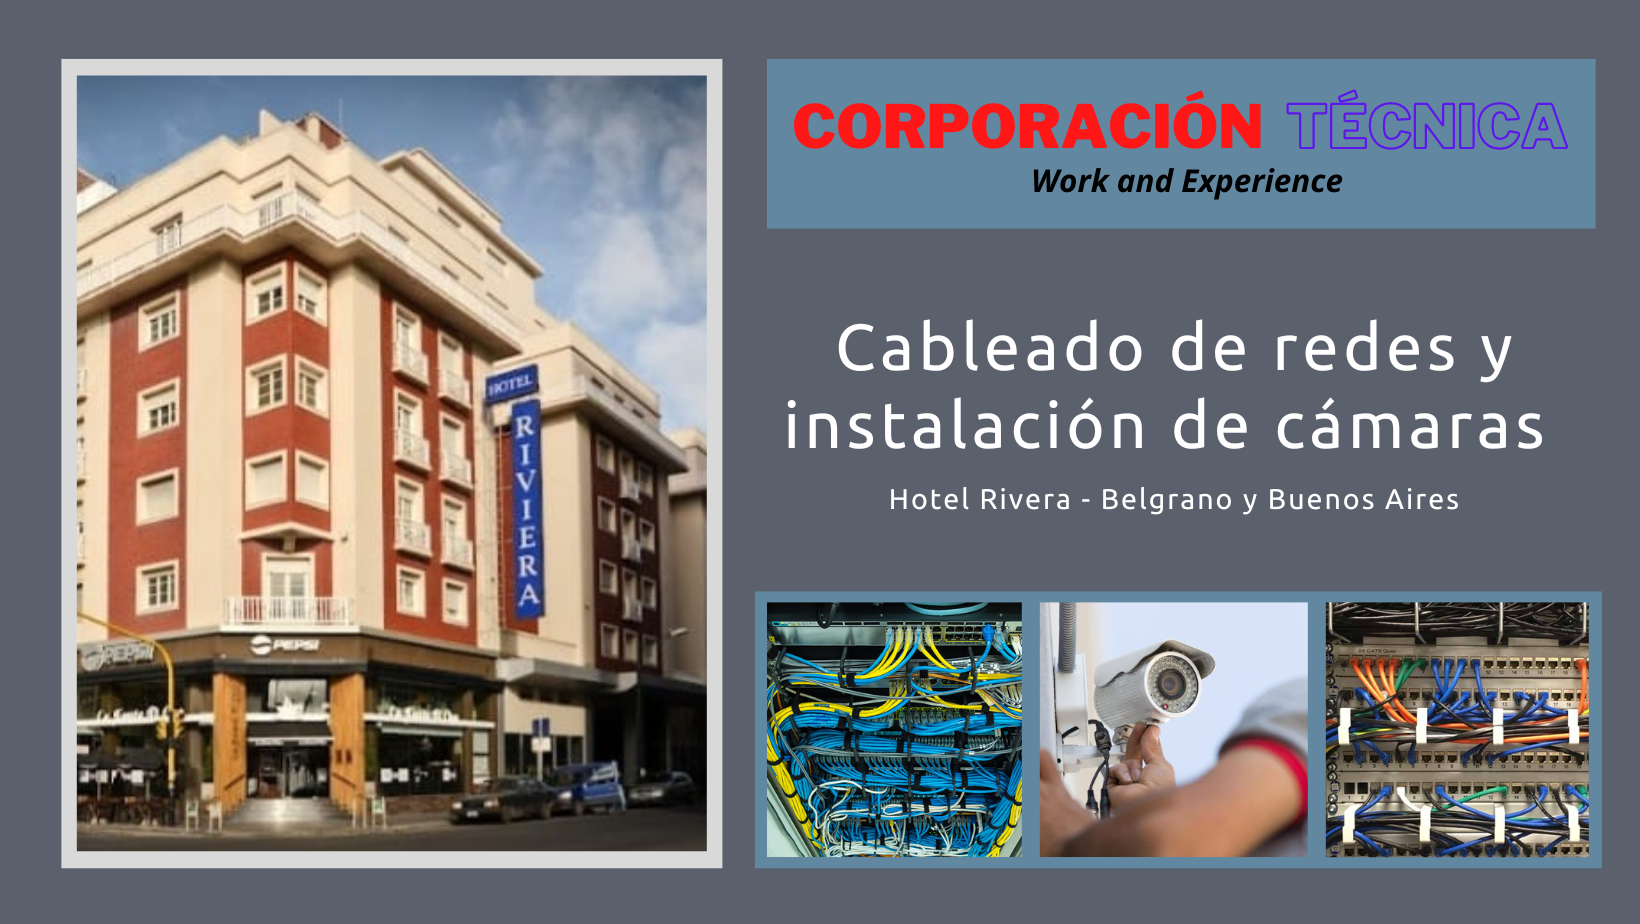 CORPORACIÓN TÉCNICA
Work and Experience
Cableado de redes y
instalación de cámaras
Hotel Rivera - Belgrano y Buenos Aires
HOTEL
RIVIERA
PEPSI
PEPSI